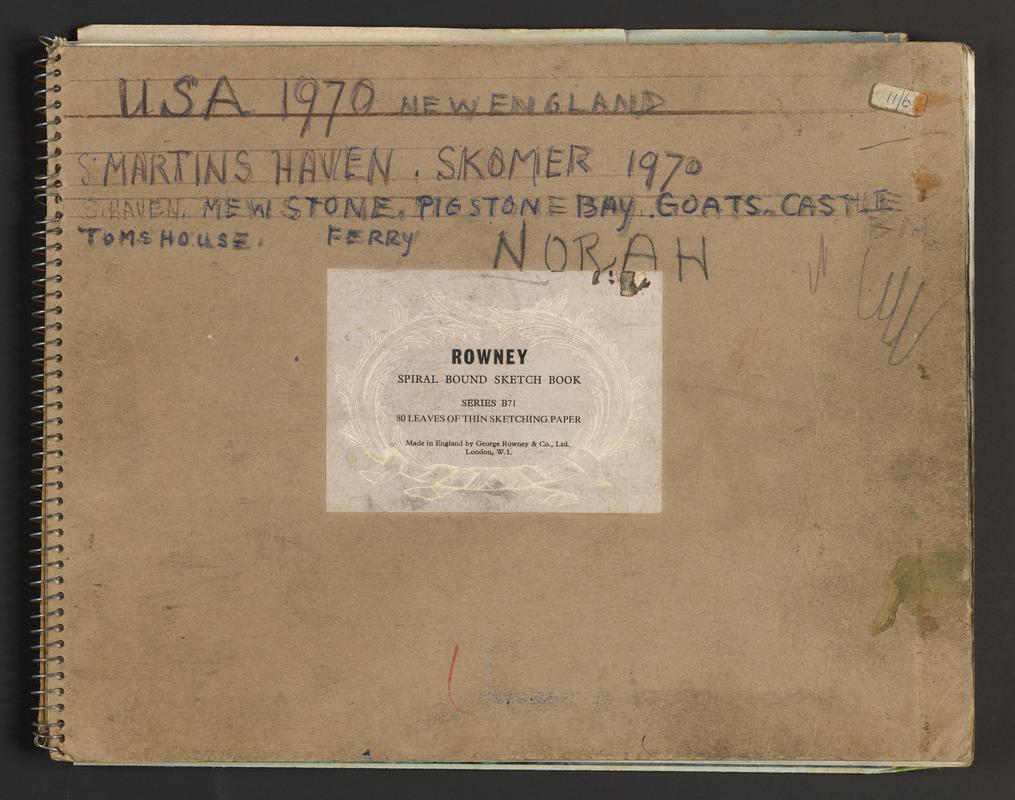 USA 1970 NEW ENGLAND
11/6
S. MARTINS HAVEN. SKOMER 1970
S. HAVEN. MEW STONE. PIGSTONE BAY. GOATS. CASTLE
TOMS HOUSE. FERRY
NORAH
ROWNEY
SPIRAL BOUND SKETCH BOOK
SERIES B71
80 LEAVES OF THIN SKETCHING PAPER
Made in England by George Rowney & Co., Ltd.
London, W.1.